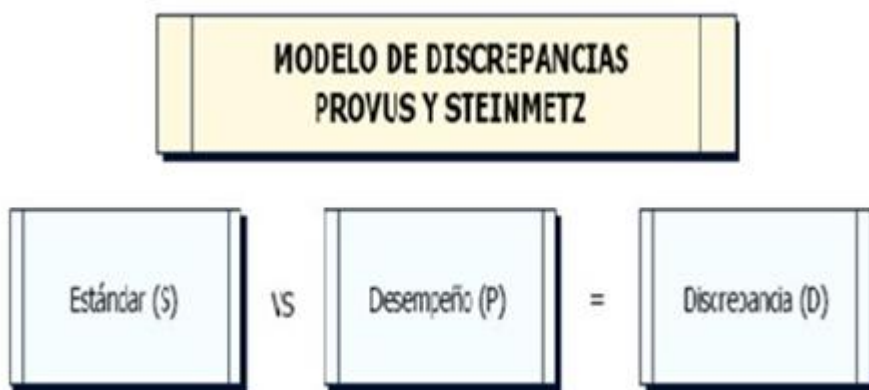 MODELO DE DISCREPANCIAS
PROVUS Y STEINMETZ
Estándar (S) VS Desempeño (P) = Discrepancia (D)